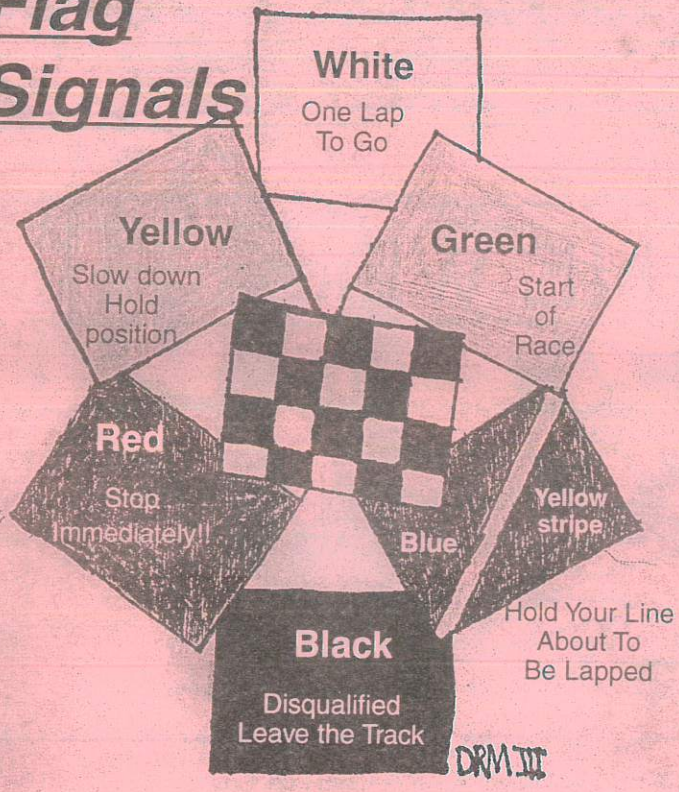 Flag
Signals
White
One Lap
To Go
Yellow
Slow down
Hold
position
Green
Start
of
Race
Red
Stop
Immediately!!
Blue
Yellow
stripe
Hold Your Line
About To
Be Lapped
Black
Disqualified
Leave the Track
DRM III